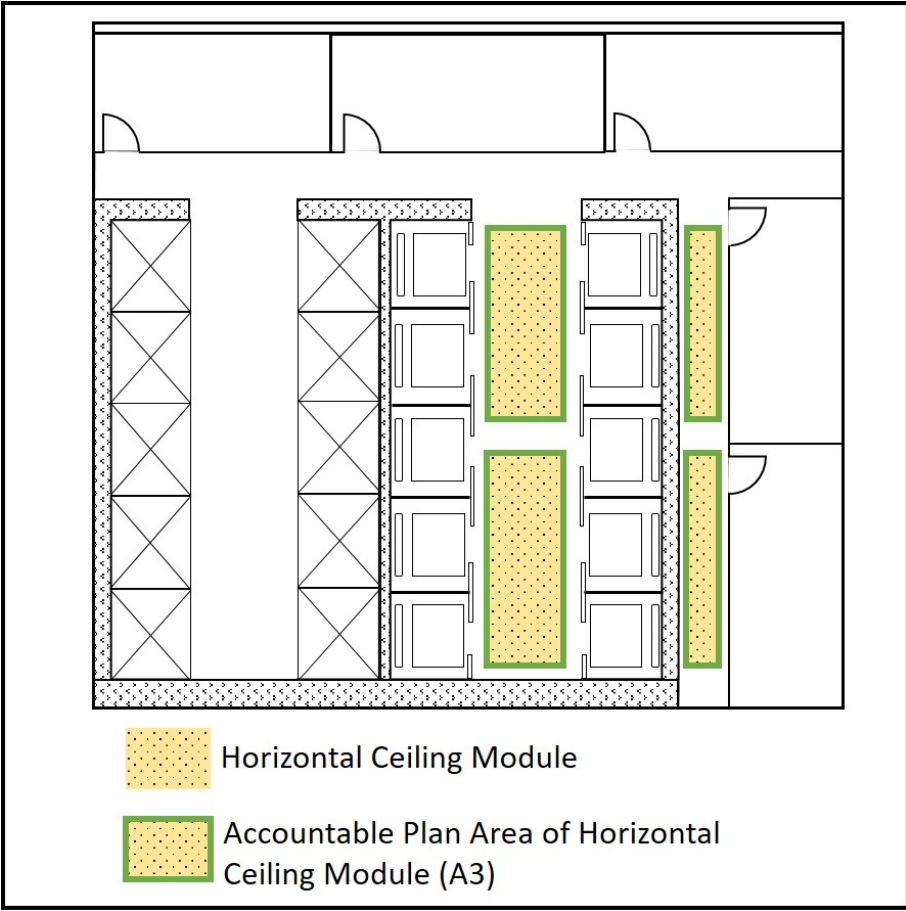 Horizontal Ceiling Module
Accountable Plan Area of Horizontal
Ceiling Module (A3)